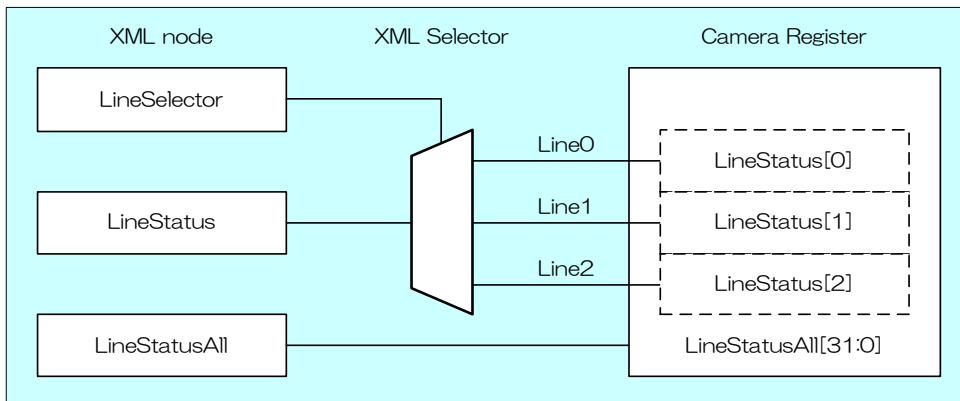 XML node
XML Selector
Camera Register
LineSelector
LineStatus
LineStatusAll
Line0
Line1
Line2
LineStatus[0]
LineStatus[1]
LineStatus[2]
LineStatusAll[31:0]